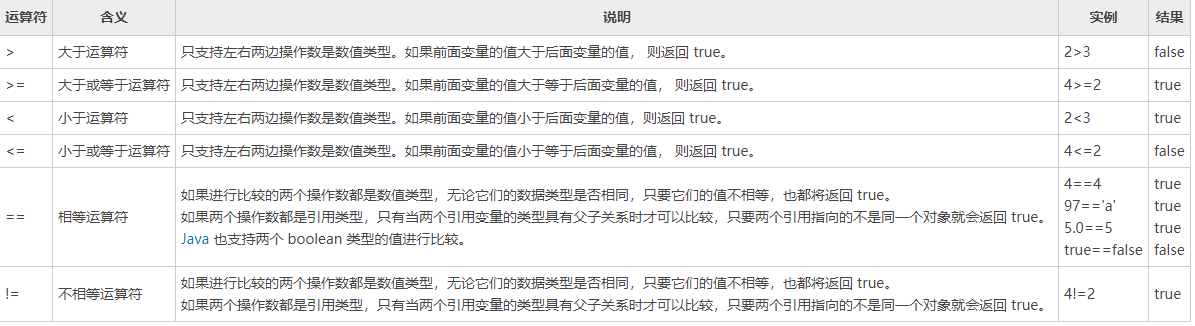 运算符 含义 说明 实例 结果
> 大于运算符 只支持左右两边操作数是数值类型。如果前面变量的值大于后面变量的值， 则返回 true。 2>3 false
>= 大于或等于运算符 只支持左右两边操作数是数值类型。如果前面变量的值大于等于后面变量的值， 则返回 true。 4>=2 true
< 小于运算符 只支持左右两边操作数是数值类型。如果前面变量的值小于后面变量的值，则返回 true。 2<3 true
<= 小于或等于运算符 只支持左右两边操作数是数值类型。如果前面变量的值小于等于后面变量的值， 则返回 true。 4<=2 false
== 相等运算符
如果进行比较的两个操作数都是数值类型，无论它们的数据类型是否相同，只要它们的值不相等，也都将返回 true。
如果两个操作数都是引用类型，只有当两个引用变量的类型具有父子关系时才可以比较，只要两个引用指向的不是同一个对象就会返回 true。
Java 也支持两个 boolean 类型的值进行比较。
4==4 true
97=='a' true
5.0==5 true
true==false false
!= 不相等运算符
如果进行比较的两个操作数都是数值类型，无论它们的数据类型是否相同，只要它们的值不相等，也都将返回 true。
如果两个操作数都是引用类型，只有当两个引用变量的类型具有父子关系时才可以比较，只要两个引用指向的不是同一个对象就会返回 true。
4!=2 true